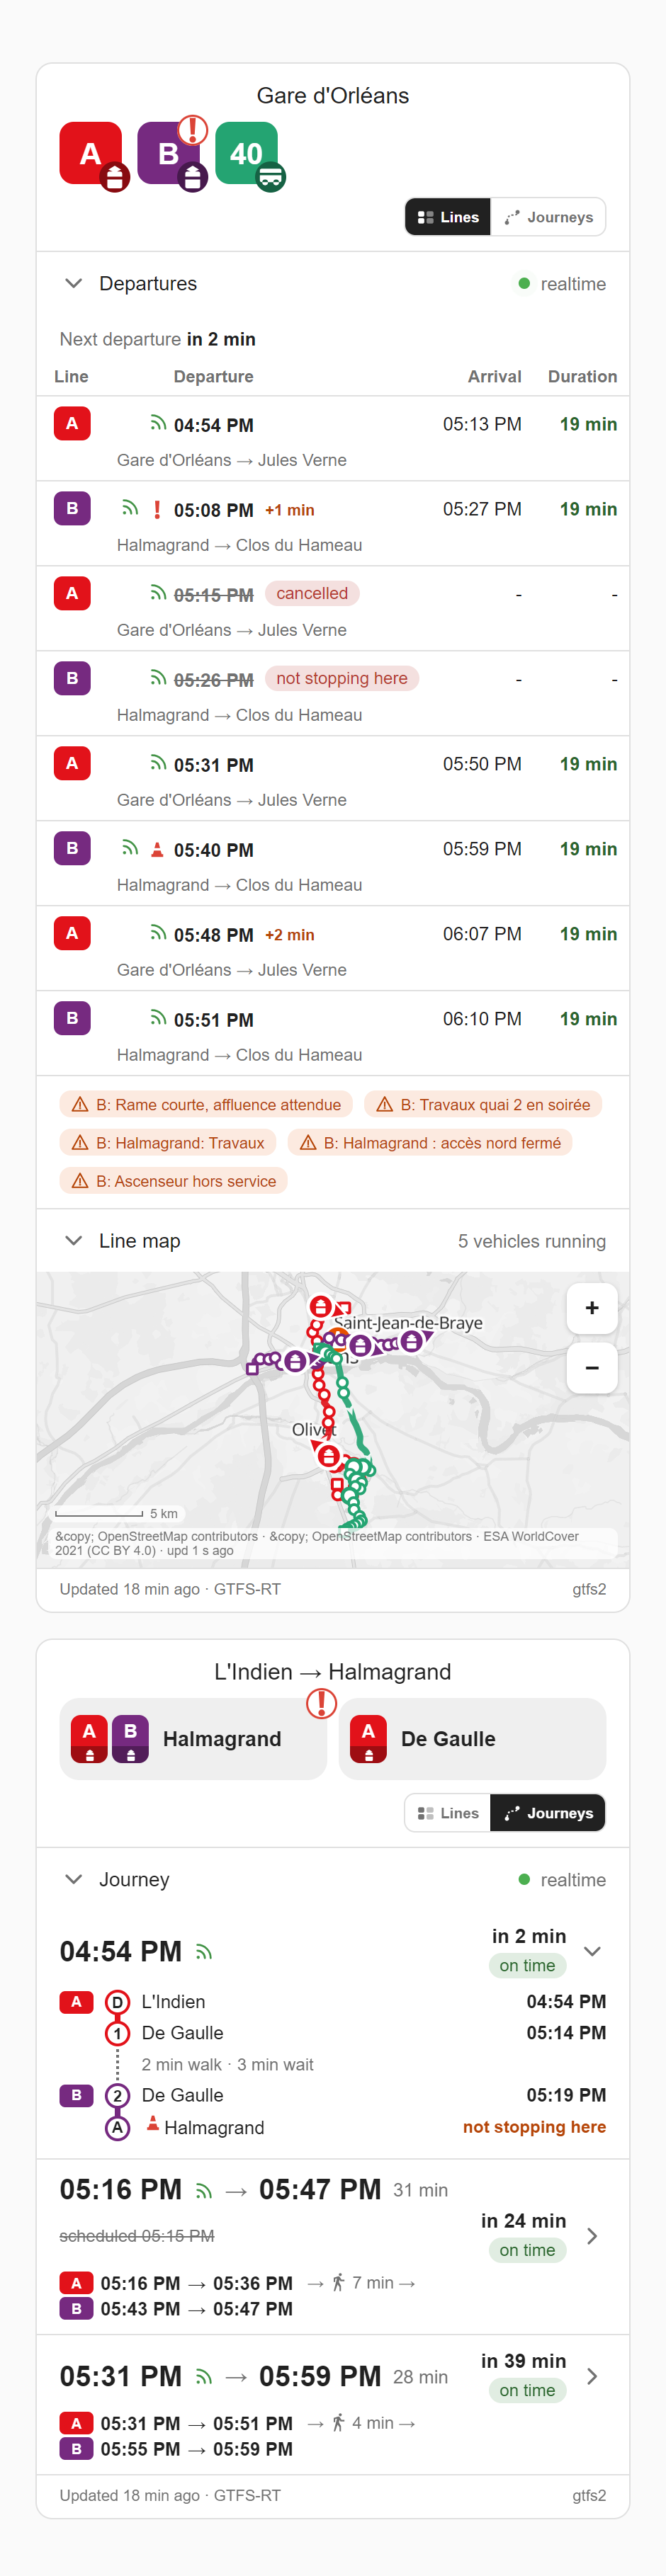 Gare d'Orléans
A B 40
Lines Journeys
Departures realtime
Next departure in 2 min
Line Departure Arrival Duration
A 04:54 PM 05:13 PM 19 min
Gare d'Orléans → Jules Verne
B 05:08 PM +1 min 05:27 PM 19 min
Halmagrand → Clos du Hameau
A 05:15 PM cancelled - -
Gare d'Orléans → Jules Verne
B 05:26 PM not stopping here - -
Halmagrand → Clos du Hameau
A 05:31 PM 05:50 PM 19 min
Gare d'Orléans → Jules Verne
B 05:40 PM 05:59 PM 19 min
Halmagrand → Clos du Hameau
A 05:48 PM +2 min 06:07 PM 19 min
Gare d'Orléans → Jules Verne
B 05:51 PM 06:10 PM 19 min
Halmagrand → Clos du Hameau
B: Rame courte, affluence attendue B: Travaux quai 2 en soirée
B: Halmagrand: Travaux B: Halmagrand : accès nord fermé
B: Ascenseur hors service
Line map 5 vehicles running
+
Saint-Jean-de-Braye
−
Olivet
5 km
&copy; OpenStreetMap contributors · &copy; OpenStreetMap contributors · ESA WorldCover
2021 (CC BY 4.0) · upd 1 s ago
Updated 18 min ago · GTFS-RT gtfs2
L'Indien → Halmagrand
A B Halmagrand A De Gaulle
Lines Journeys
Journey realtime
04:54 PM in 2 min
on time
A D L'Indien 04:54 PM
1 De Gaulle 05:14 PM
2 min walk · 3 min wait
B 2 De Gaulle 05:19 PM
A Halmagrand not stopping here
05:16 PM → 05:47 PM 31 min
scheduled 05:15 PM in 24 min
on time
A 05:16 PM → 05:36 PM → 7 min →
B 05:43 PM → 05:47 PM
05:31 PM → 05:59 PM 28 min in 39 min
on time
A 05:31 PM → 05:51 PM → 4 min →
B 05:55 PM → 05:59 PM
Updated 18 min ago · GTFS-RT gtfs2